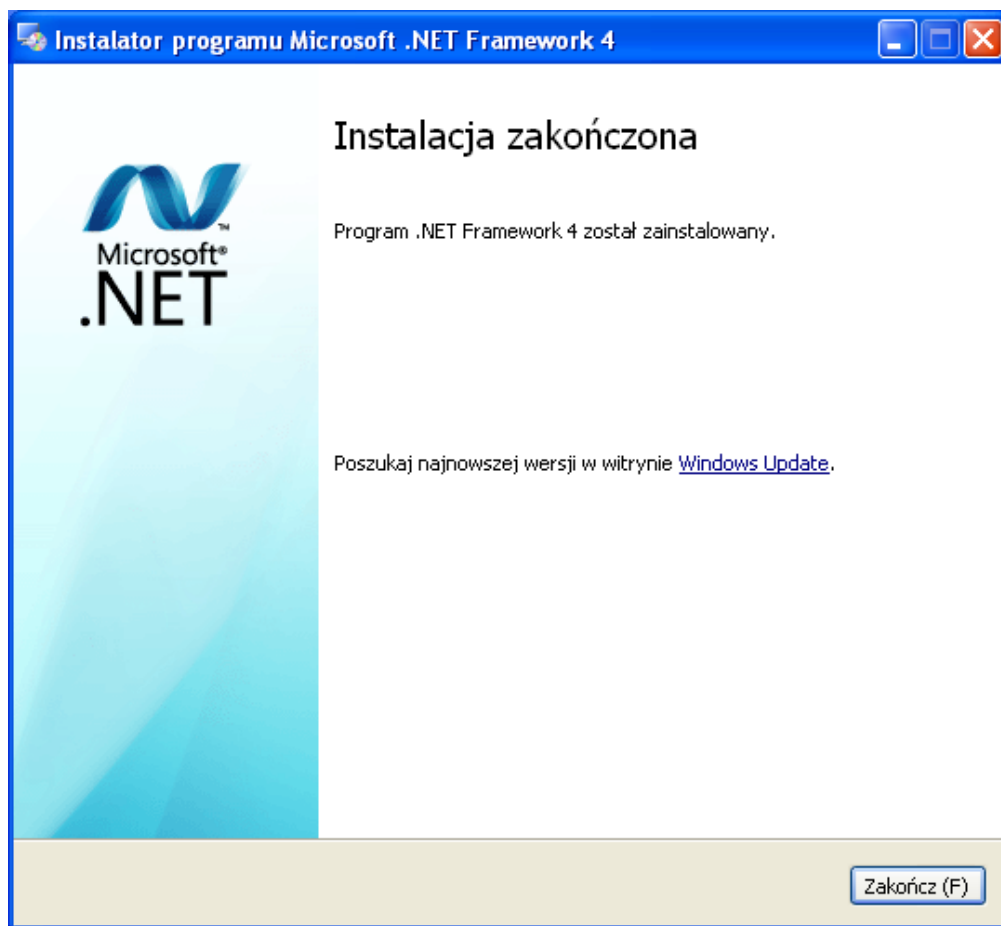 Instalator programu Microsoft .NET Framework 4
Instalacja zakończona
Microsoft®
.NET™
Program .NET Framework 4 został zainstalowany.
Poszukaj najnowszej wersji w witrynie Windows Update.
Zakończ (F)